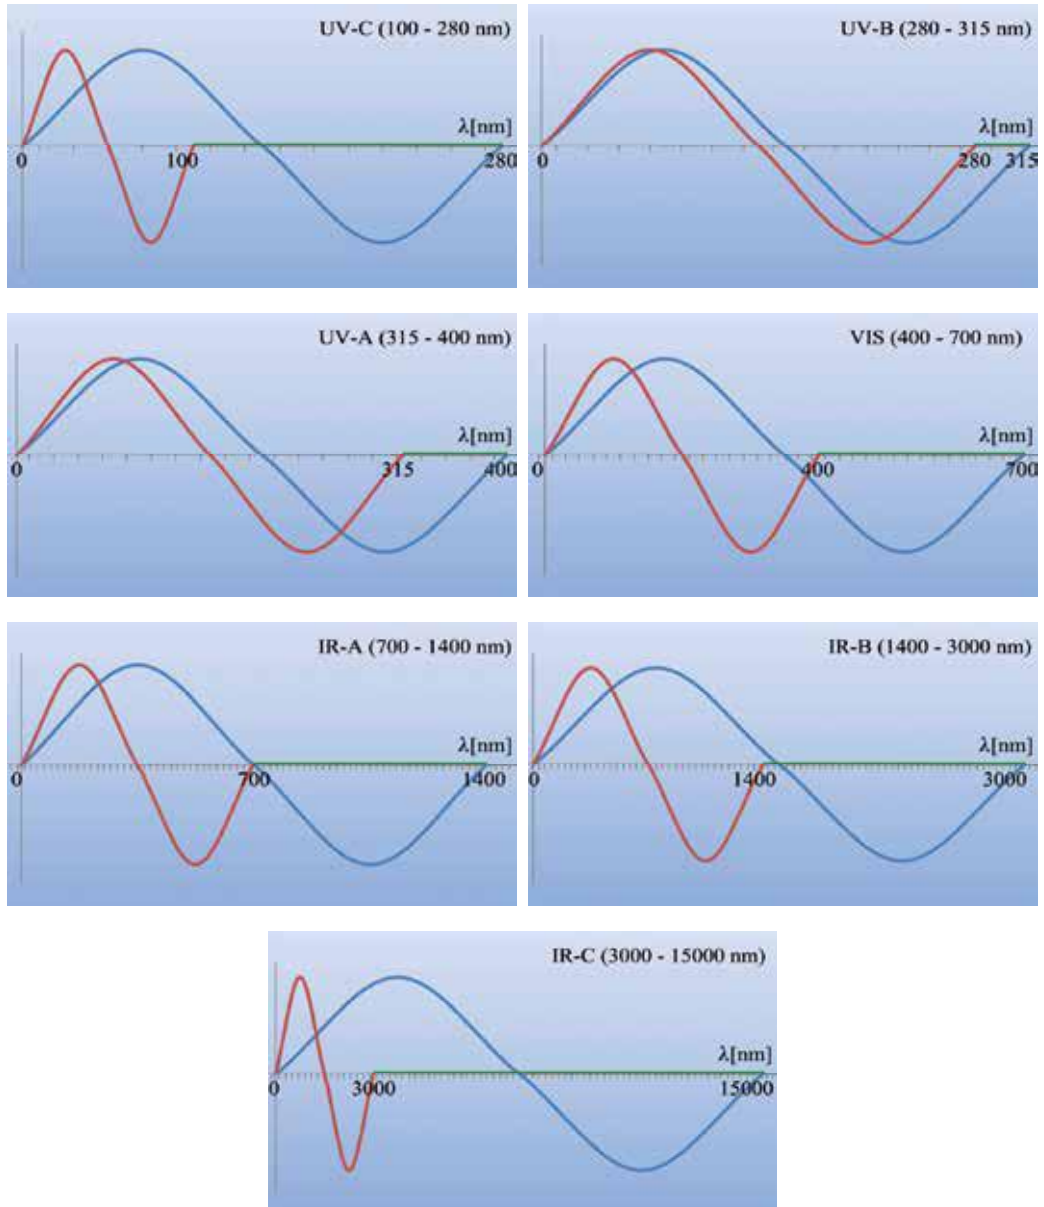 UV-C (100 - 280 nm)
λ[nm]
0 100 280
UV-B (280 - 315 nm)
λ[nm]
0 280 315
UV-A (315 - 400 nm)
λ[nm]
0 315 400
VIS (400 - 700 nm)
λ[nm]
0 400 700
IR-A (700 - 1400 nm)
λ[nm]
0 700 1400
IR-B (1400 - 3000 nm)
λ[nm]
0 1400 3000
IR-C (3000 - 15000 nm)
λ[nm]
0 3000 15000